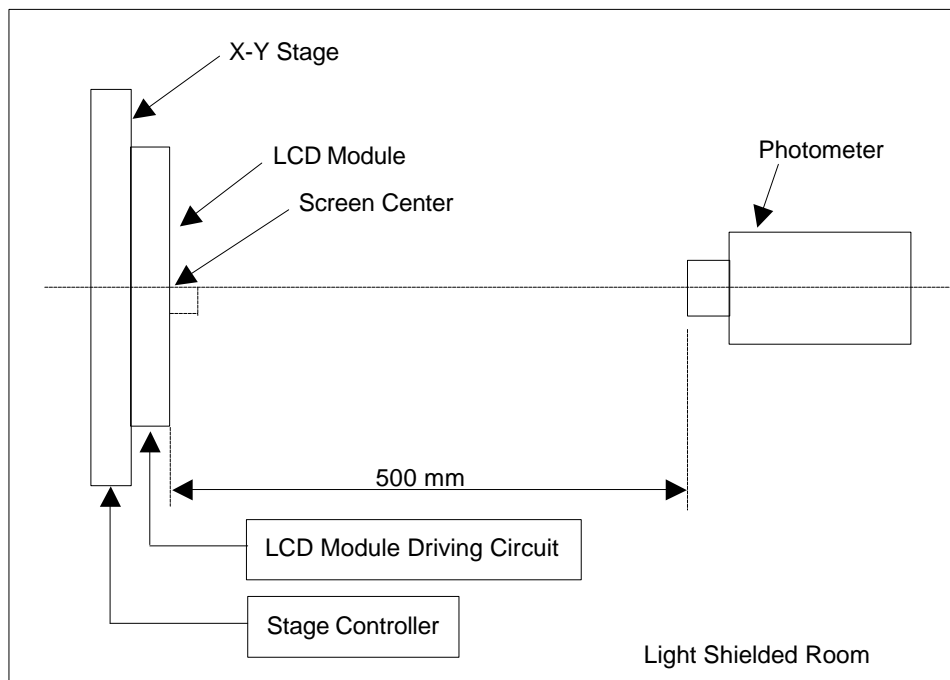 X-Y Stage
LCD Module
Photometer
Screen Center
500 mm
LCD Module Driving Circuit
Stage Controller
Light Shielded Room